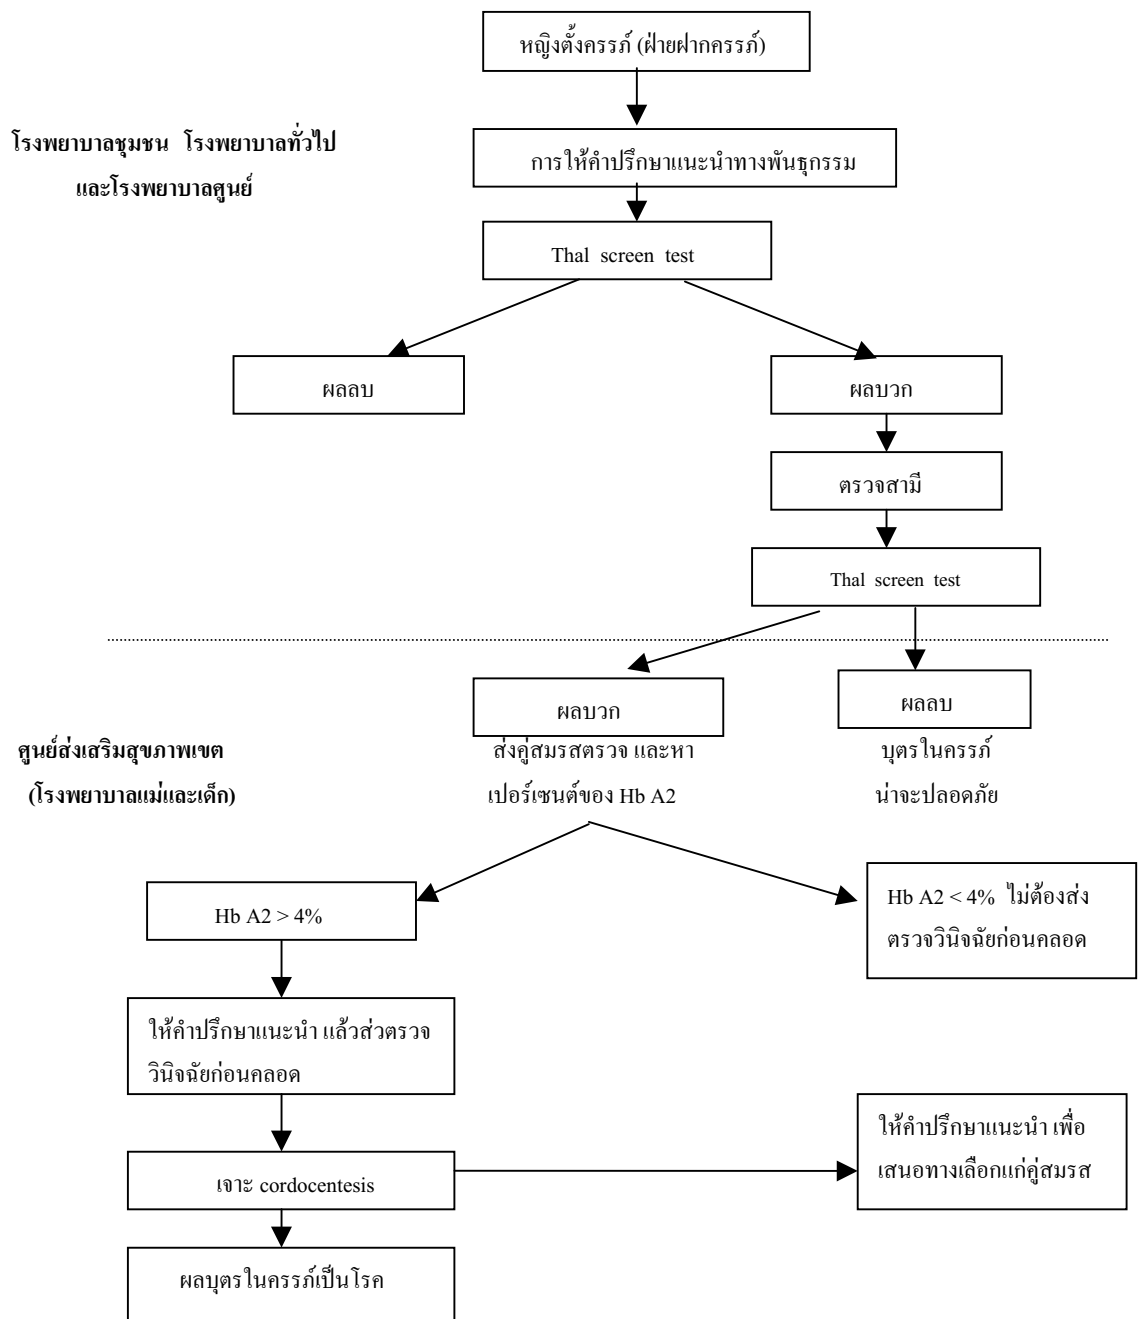 หญิงตั้งครรภ์ (ฝ่ายฝากครรภ์)
โรงพยาบาลชุมชน โรงพยาบาลทั่วไป
และโรงพยาบาลศูนย์
การให้คำปรึกษาแนะนำทางพันธุกรรม
Thal screen test
ผลลบ
ผลบวก
ตรวจสามี
Thal screen test
ผลบวก
ส่งคู่สมรสตรวจ และหา
เปอร์เซนต์ของ Hb A2
ผลลบ
บุตรในครรภ์
น่าจะปลอดภัย
ศูนย์ส่งเสริมสุขภาพเขต
(โรงพยาบาลแม่และเด็ก)
Hb A2 > 4%
Hb A2 < 4% ไม่ต้องส่ง
ตรวจวินิจฉัยก่อนคลอด
ให้คำปรึกษาแนะนำ แล้วส่วตรวจ
วินิจฉัยก่อนคลอด
เจาะ cordocentesis
ให้คำปรึกษาแนะนำ เพื่อ
เสนอทางเลือกแก่คู่สมรส
ผลบุตรในครรภ์เป็นโรค